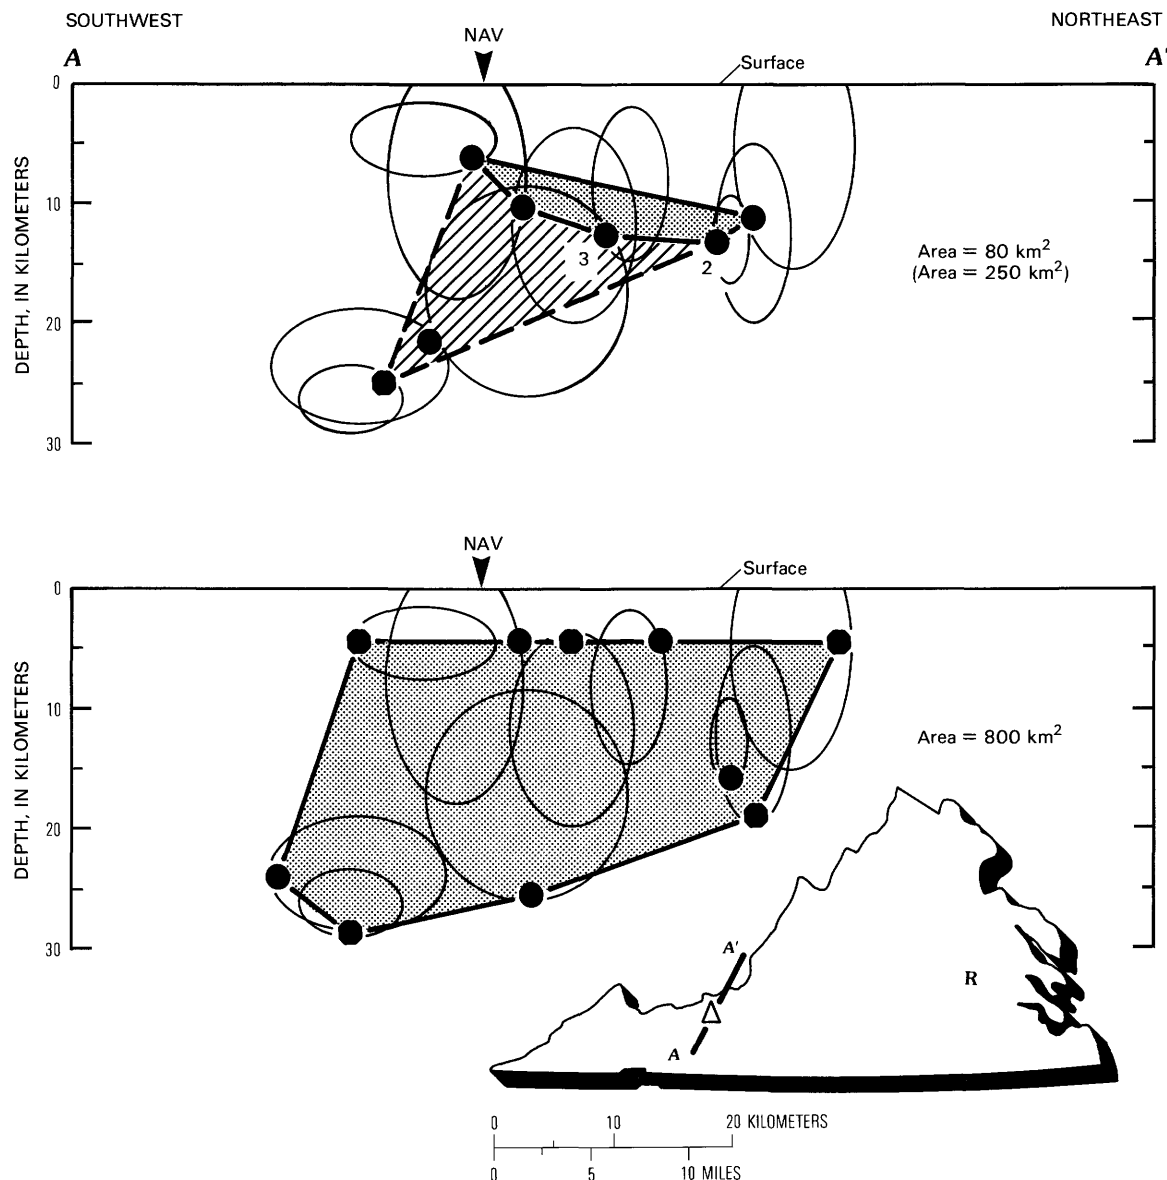 SOUTHWEST
NORTHEAST
A
NAV
Surface
A'
0
10
20
30
DEPTH, IN KILOMETERS
3
2
Area = 80 km²
(Area = 250 km²)
NAV
Surface
0
10
20
30
DEPTH, IN KILOMETERS
Area = 800 km²
A'
R
A
0 10 20 KILOMETERS
0 5 10 MILES